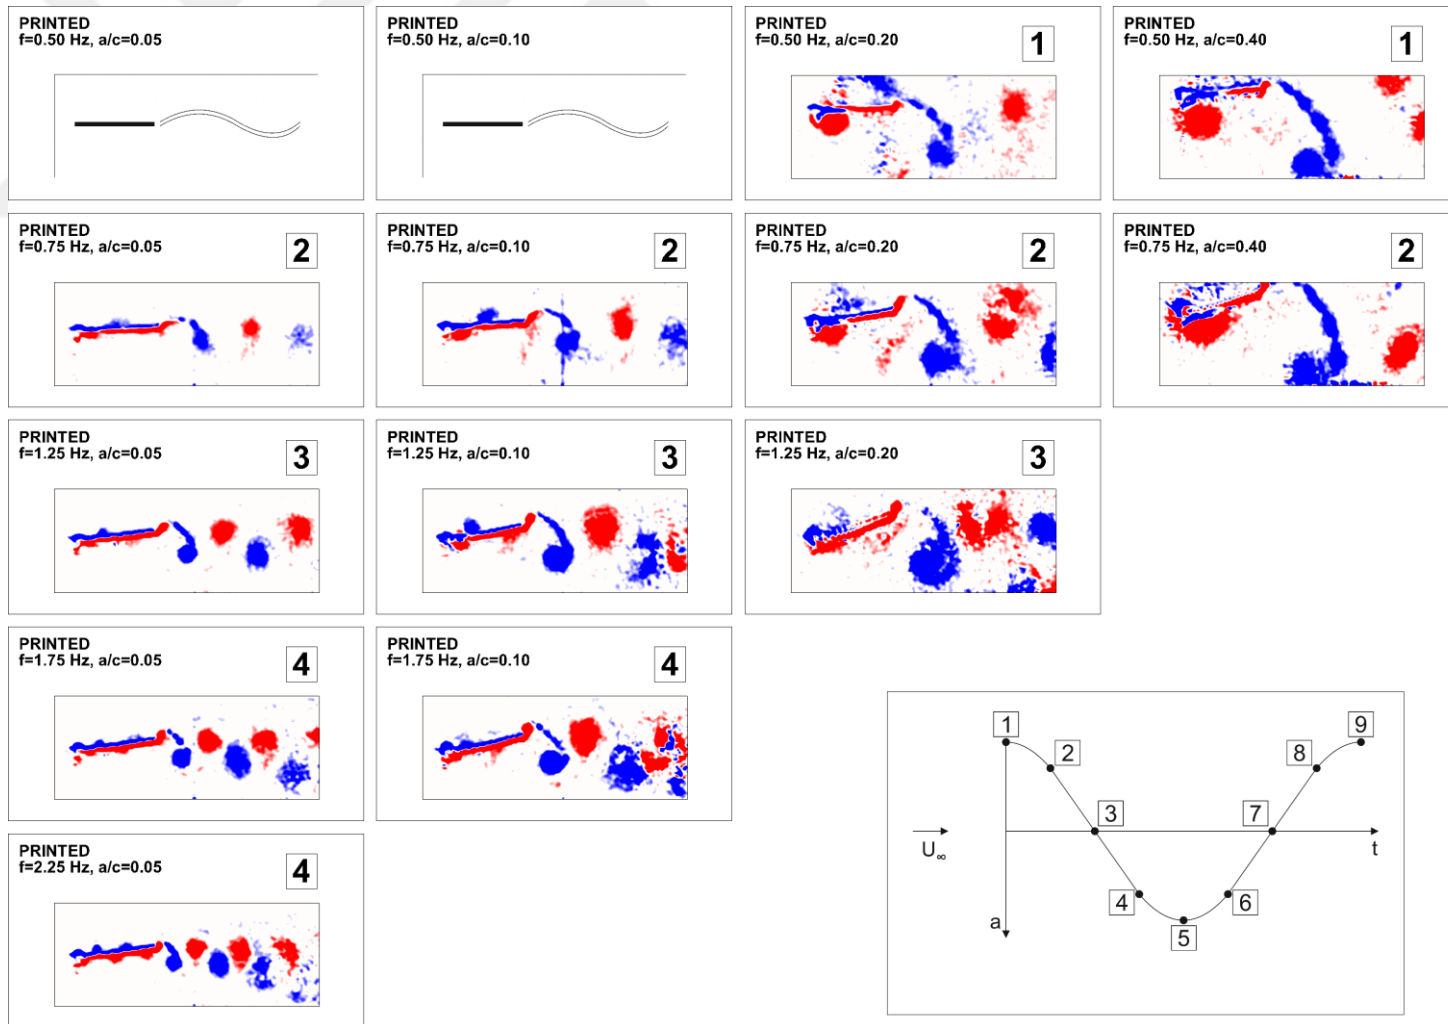 PRINTED
f=0.50 Hz, a/c=0.05
PRINTED
f=0.50 Hz, a/c=0.10
PRINTED
f=0.50 Hz, a/c=0.20
1
PRINTED
f=0.50 Hz, a/c=0.40
1
PRINTED
f=0.75 Hz, a/c=0.05
2
PRINTED
f=0.75 Hz, a/c=0.10
2
PRINTED
f=0.75 Hz, a/c=0.20
2
PRINTED
f=0.75 Hz, a/c=0.40
2
PRINTED
f=1.25 Hz, a/c=0.05
3
PRINTED
f=1.25 Hz, a/c=0.10
3
PRINTED
f=1.25 Hz, a/c=0.20
3
PRINTED
f=1.75 Hz, a/c=0.05
4
PRINTED
f=1.75 Hz, a/c=0.10
4
PRINTED
f=2.25 Hz, a/c=0.05
4
1
9
2
8
3
7
U∞
t
4
6
a
5